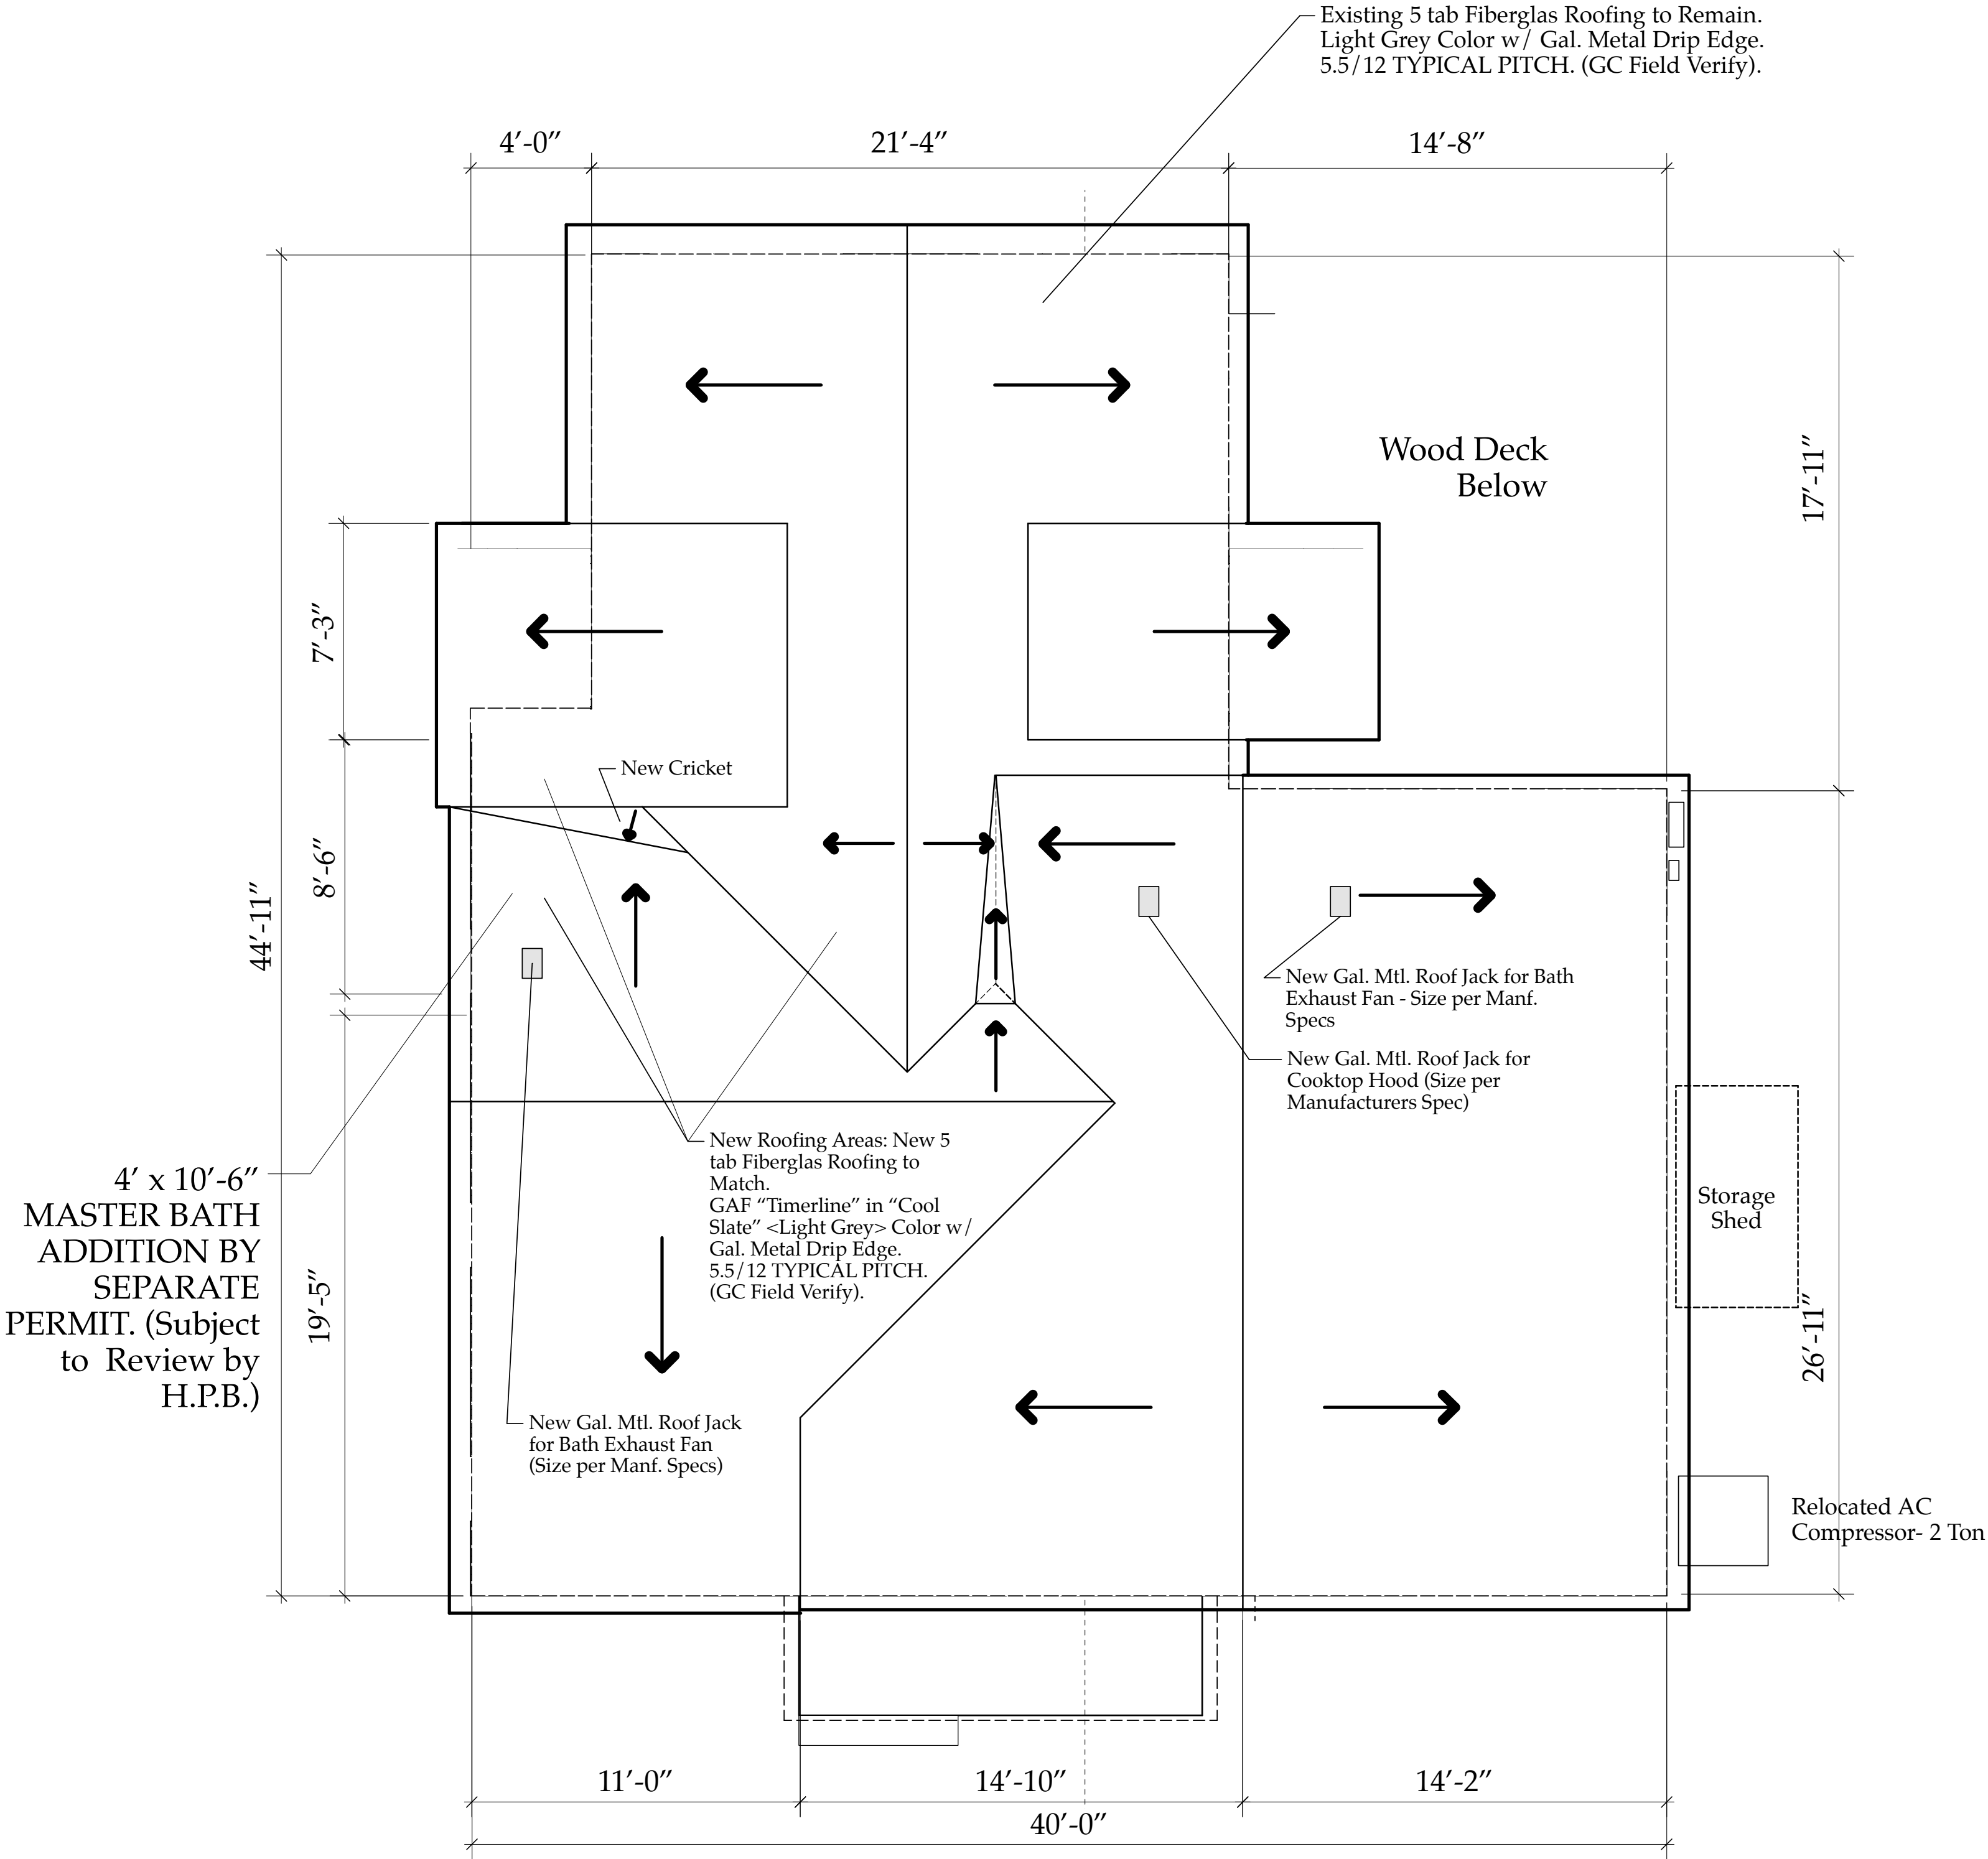 Existing 5 tab Fiberglas Roofing to Remain.
Light Grey Color w/ Gal. Metal Drip Edge.
5.5/12 TYPICAL PITCH. (GC Field Verify).
4′-0″
21′-4″
14′-8″
Wood Deck
Below
17′-11″
7′-3″
New Cricket
8′-6″
44′-11″
New Gal. Mtl. Roof Jack for Bath
Exhaust Fan - Size per Manf.
Specs
New Gal. Mtl. Roof Jack for
Cooktop Hood (Size per
Manufacturers Spec)
New Roofing Areas: New 5
tab Fiberglas Roofing to
Match.
GAF “Timerline” in “Cool
Slate” <Light Grey> Color w/
Gal. Metal Drip Edge.
5.5/12 TYPICAL PITCH.
(GC Field Verify).
4′ x 10′-6″
MASTER BATH
ADDITION BY
SEPARATE
PERMIT. (Subject
to Review by
H.P.B.)
19′-5″
Storage
Shed
26′-11″
New Gal. Mtl. Roof Jack
for Bath Exhaust Fan
(Size per Manf. Specs)
Relocated AC
Compressor- 2 Ton
11′-0″
14′-10″
14′-2″
40′-0″